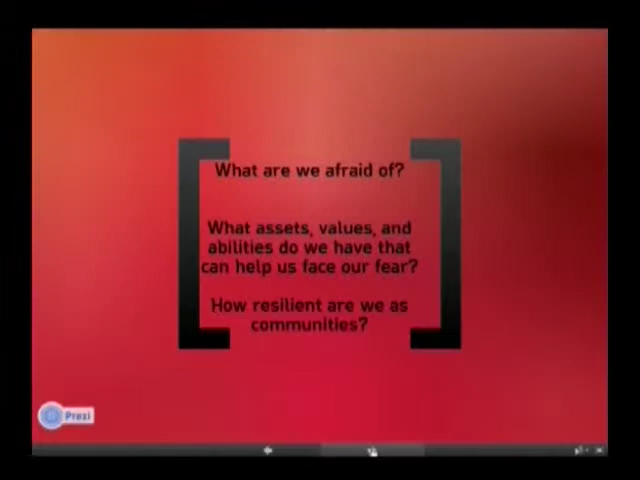 What are we afraid of?
What assets, values, and
abilities do we have that
can help us face our fear?
How resilient are we as
communities?
Prezi